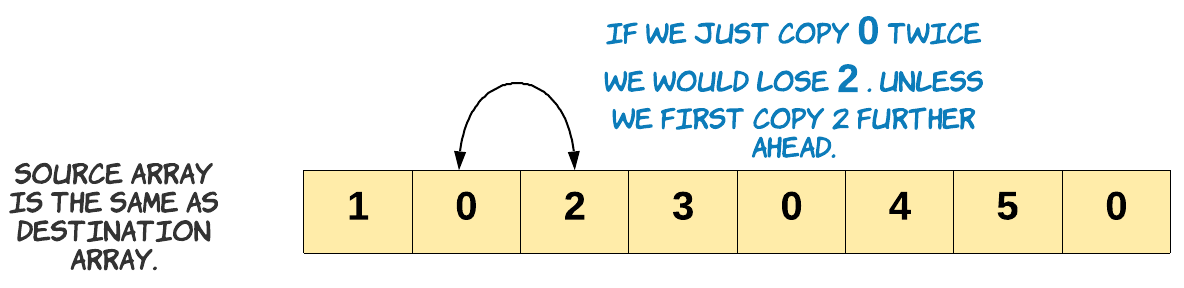 IF WE JUST COPY 0 TWICE
WE WOULD LOSE 2 . UNLESS
WE FIRST COPY 2 FURTHER
AHEAD.
SOURCE ARRAY
IS THE SAME AS
DESTINATION
ARRAY.
1 0 2 3 0 4 5 0